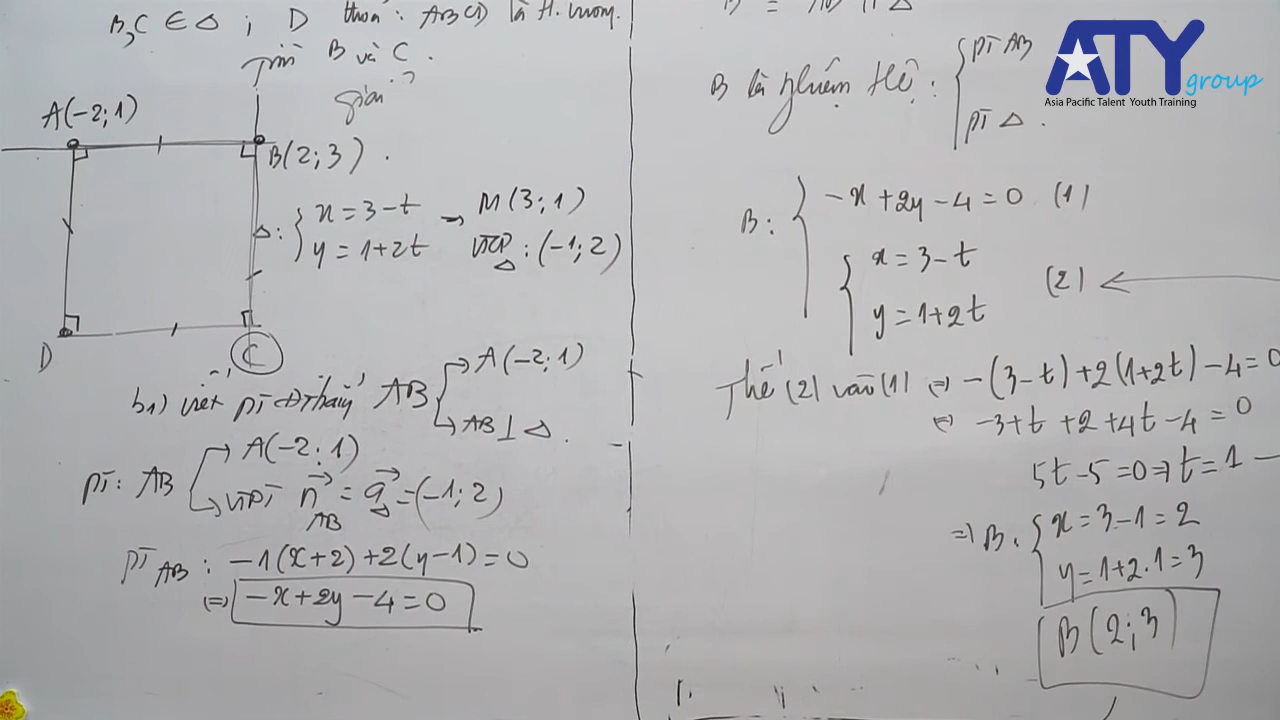 B,C ∈ Δ ; D thoả : ABCD là H. vuông.
Tìm B và C.
giải
A(-2; 1)
B(2; 3).
Δ: { x = 3 - t
y = 1 + 2t
→ M(3; 1)
VTCP Δ : (-1; 2)
D
C
b1) viết PT Đ thẳng AB
→ A(-2; 1)
→ AB ⊥ Δ.
PT: AB → A(-2; 1)
→ VTPT n⃗ AB = a⃗ Δ = (-1; 2)
PT AB : -1(x+2) + 2(y-1) = 0
(⇔) -x + 2y - 4 = 0
B là nghiệm Hệ : { PT AB
PT Δ.
B: { -x + 2y - 4 = 0 (1)
{ x = 3 - t
y = 1 + 2t
(2) ←
Thế (2) vào (1) ⇔ -(3-t) + 2(1+2t) - 4 = 0
⇔ -3 + t + 2 + 4t - 4 = 0
5t - 5 = 0 ⇒ t = 1
⇒ B. { x = 3 - 1 = 2
y = 1 + 2.1 = 3
B(2; 3)
ATY group
Asia Pacific Talent Youth Training